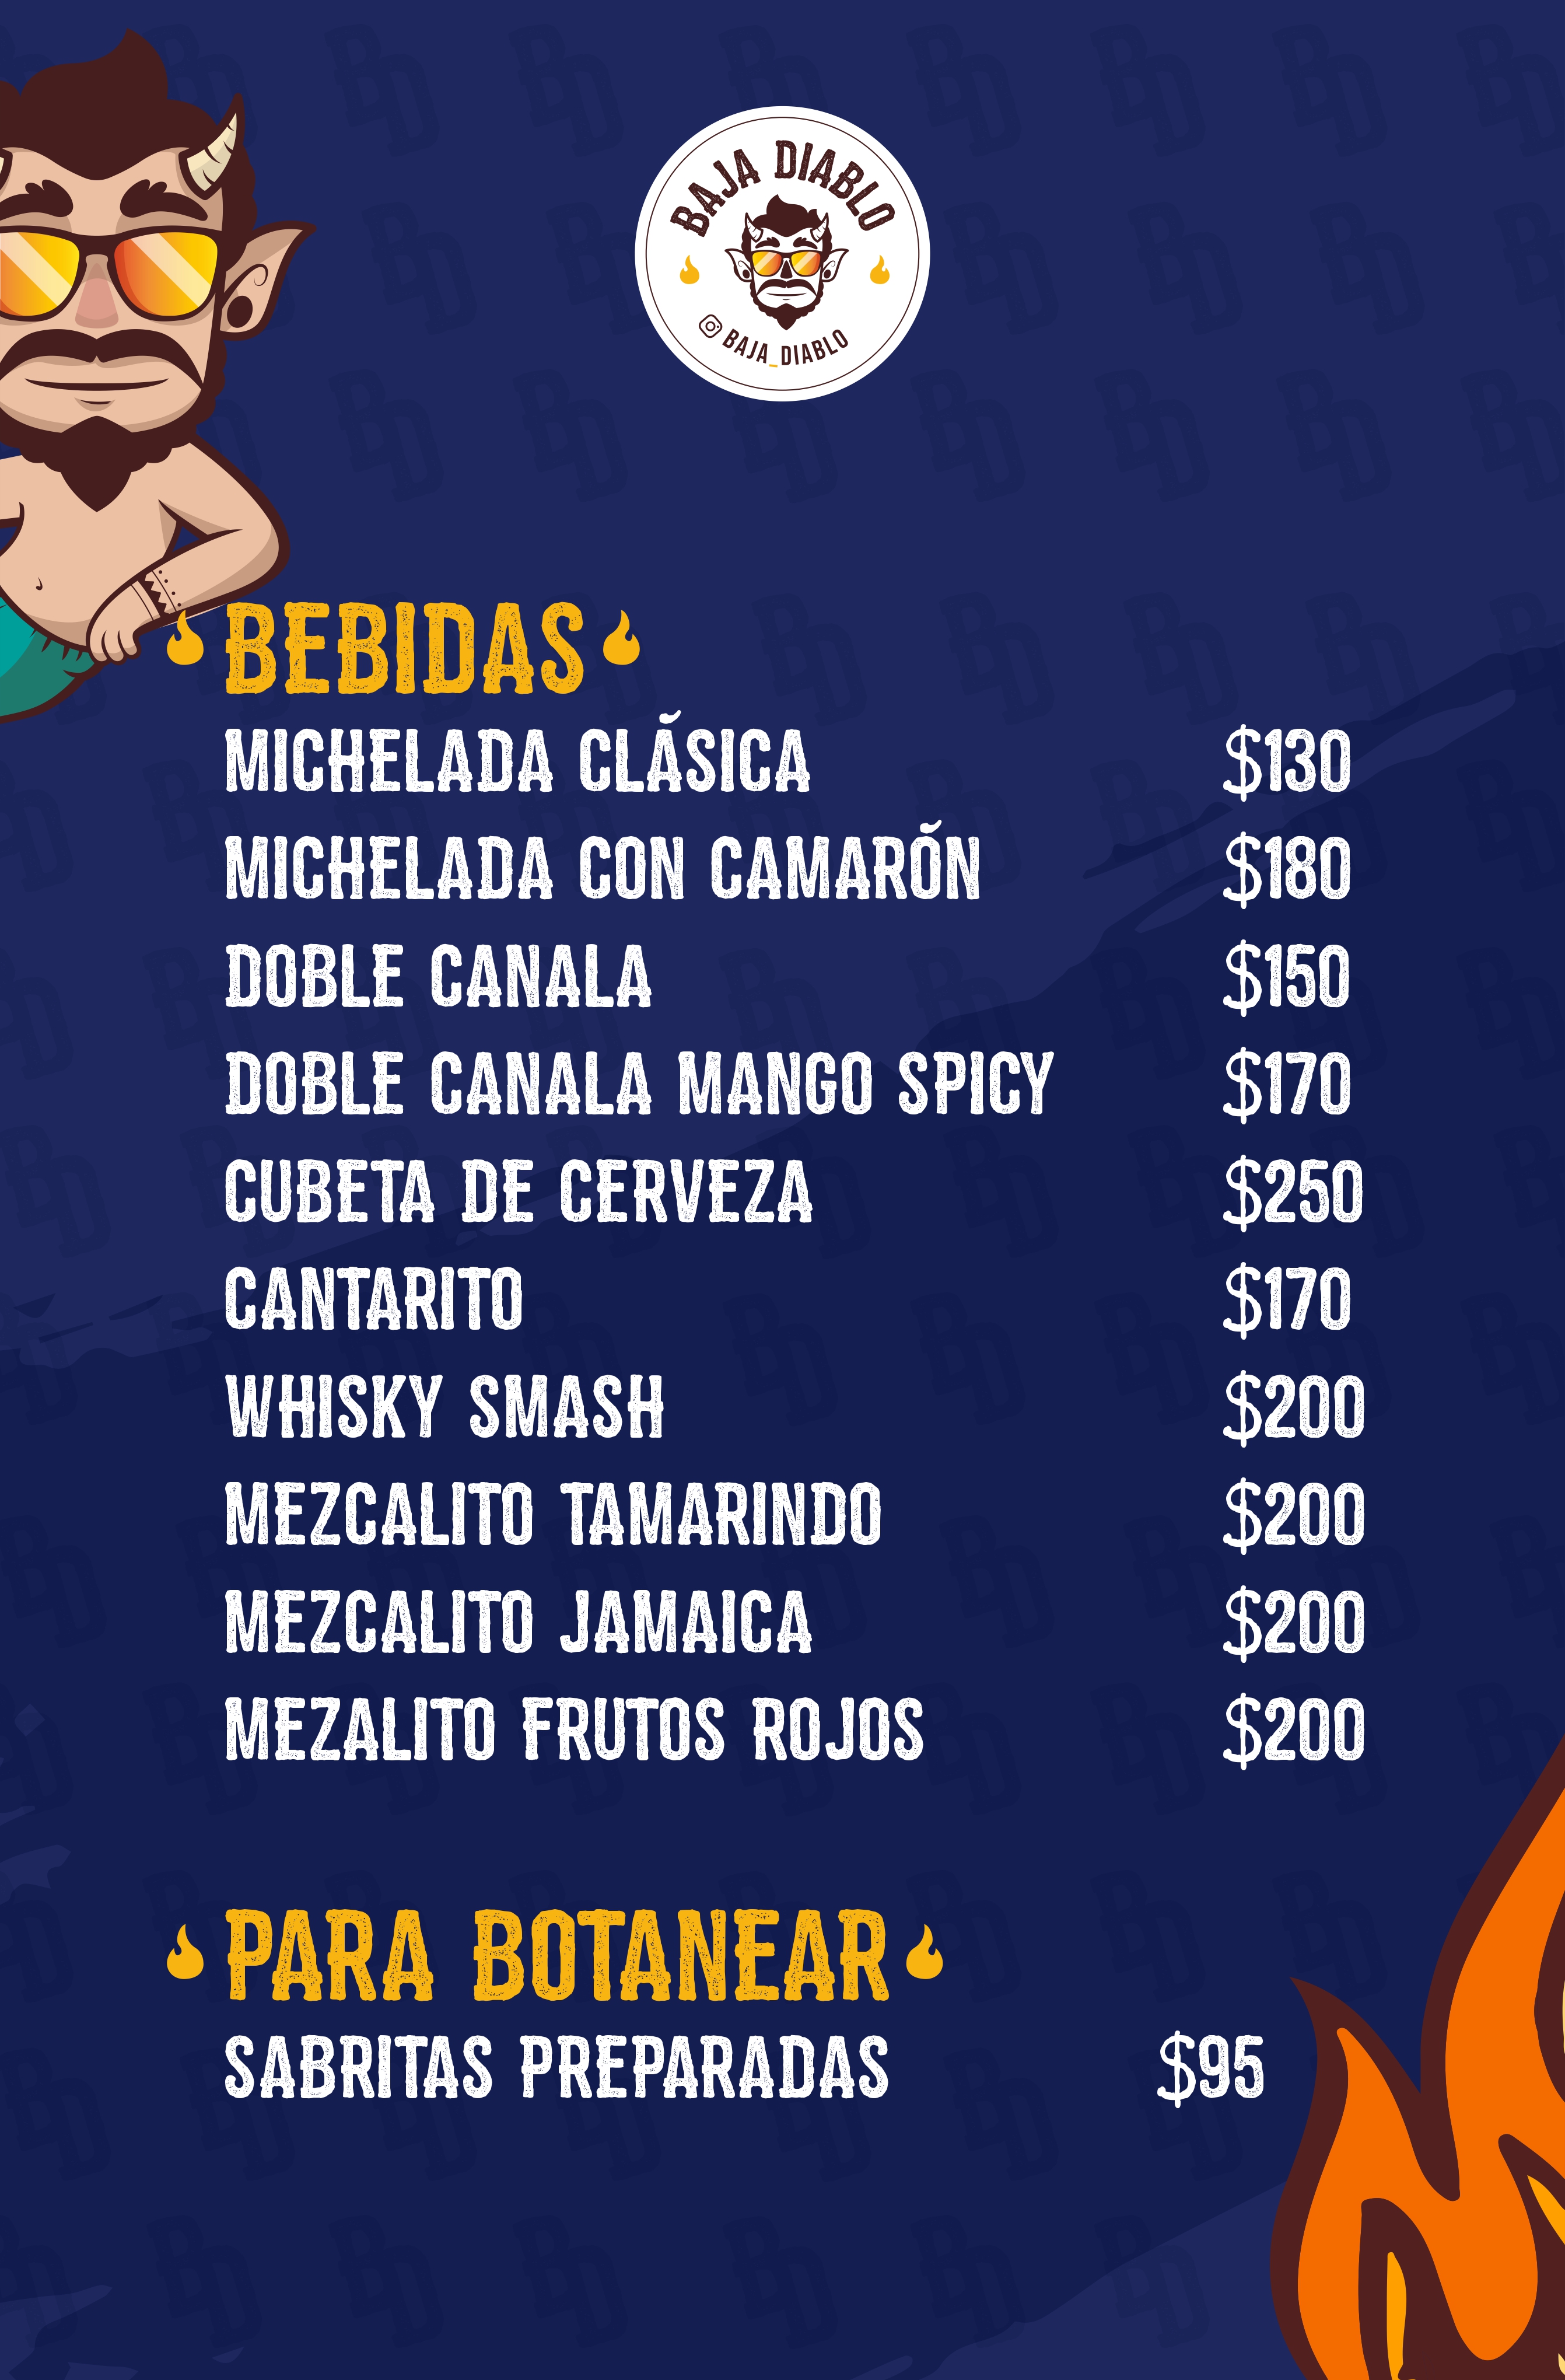 BAJA DIABLO
BAJA_DIABLO
BEBIDAS
MICHELADA CLÁSICA $130
MICHELADA CON CAMARÓN $180
DOBLE CANALA $150
DOBLE CANALA MANGO SPICY $170
CUBETA DE CERVEZA $250
CANTARITO $170
WHISKY SMASH $200
MEZCALITO TAMARINDO $200
MEZCALITO JAMAICA $200
MEZALITO FRUTOS ROJOS $200
PARA BOTANEAR
SABRITAS PREPARADAS $95